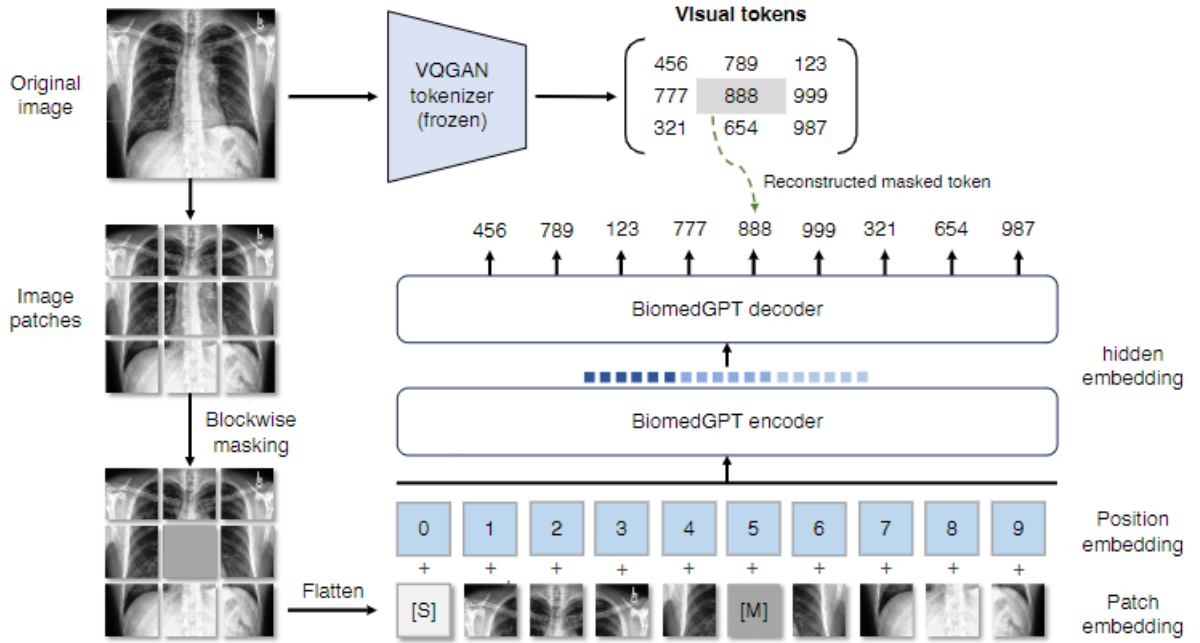 Original
image
VQGAN
tokenizer
(frozen)
Visual tokens
456 789 123
777 888 999
321 654 987
Reconstructed masked token
456 789 123 777 888 999 321 654 987
Image
patches
BiomedGPT decoder
hidden
embedding
Blockwise
masking
BiomedGPT encoder
0 1 2 3 4 5 6 7 8 9
Position
embedding
+ + + + + + + + + +
Flatten
[S] [M]
Patch
embedding